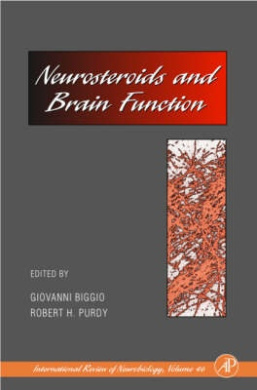 Neurosteroids and
Brain Function
EDITED BY
GIOVANNI BIGGIO
ROBERT H. PURDY
International Review of Neurobiology, Volume 46
AP